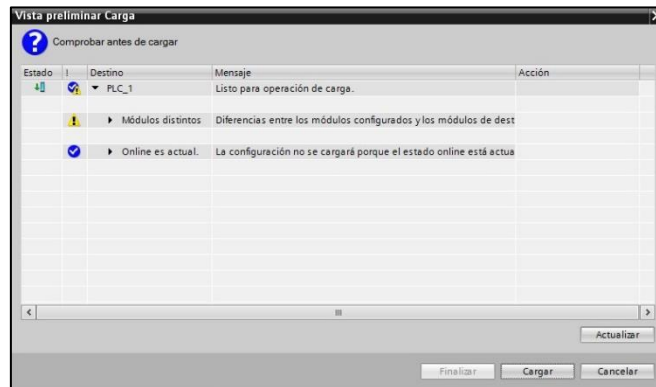 Vista preliminar Carga
Comprobar antes de cargar
Estado ! Destino Mensaje Acción
PLC_1 Listo para operación de carga.
Módulos distintos Diferencias entre los módulos configurados y los módulos de dest
Online es actual. La configuración no se cargará porque el estado online está actua
Actualizar
Finalizar Cargar Cancelar